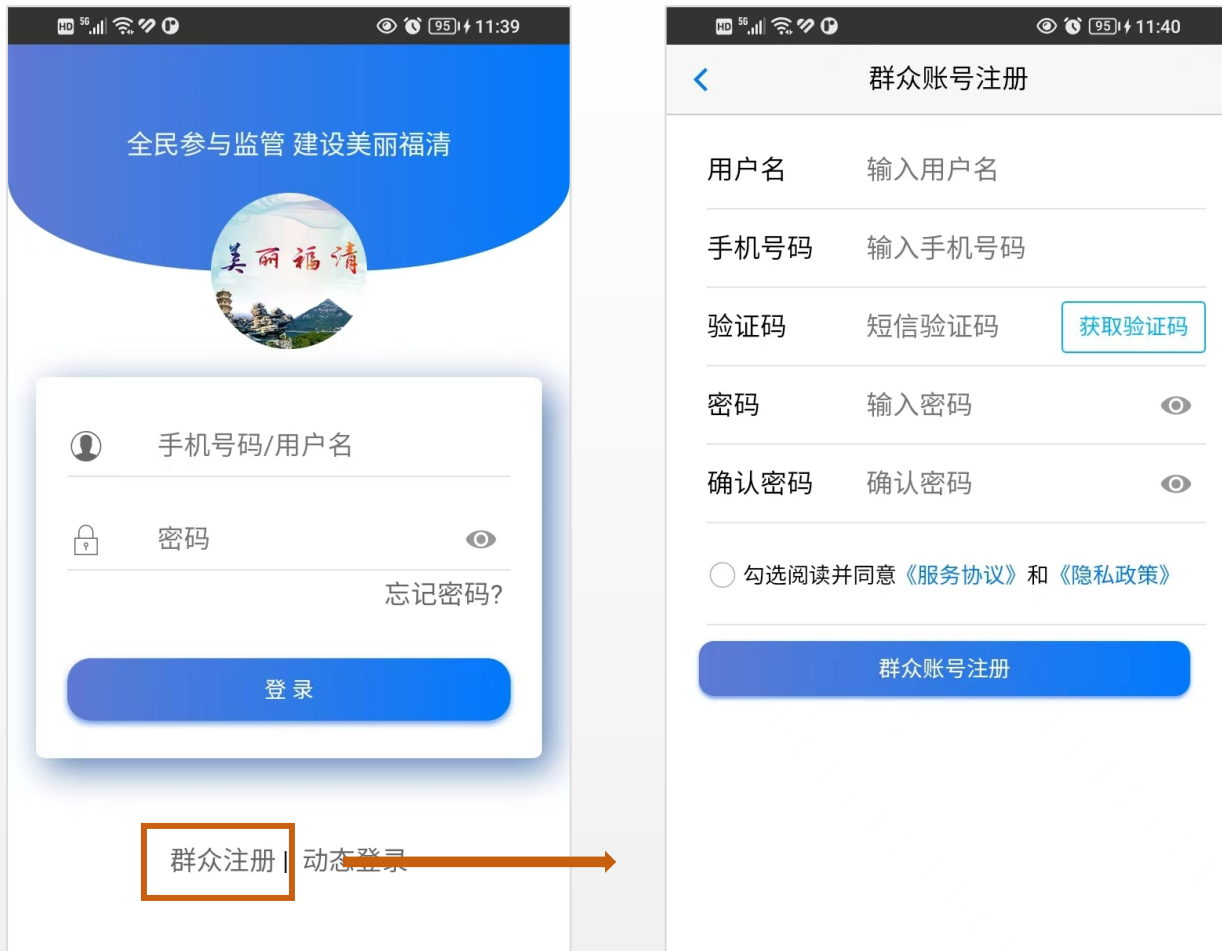 HD 5G 95 11:39
全民参与监管 建设美丽福清
美丽福清
手机号码/用户名
密码
忘记密码?
登录
群众注册 | 动态登录
HD 5G 95 11:40
群众账号注册
用户名 输入用户名
手机号码 输入手机号码
验证码 短信验证码 获取验证码
密码 输入密码
确认密码 确认密码
勾选阅读并同意《服务协议》和《隐私政策》
群众账号注册